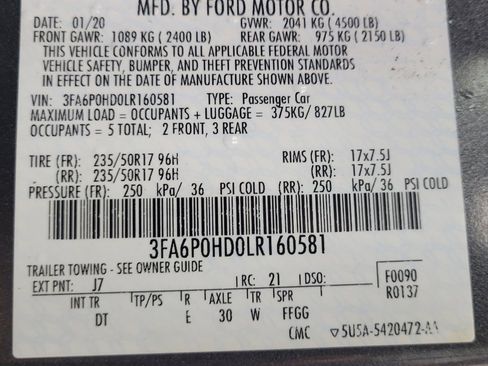 MFD. BY FORD MOTOR CO.
DATE: 01/20 GVWR: 2041 KG ( 4500 LB)
FRONT GAWR: 1089 KG ( 2400 LB) REAR GAWR: 975 KG ( 2150 LB)
THIS VEHICLE CONFORMS TO ALL APPLICABLE FEDERAL MOTOR
VEHICLE SAFETY, BUMPER, AND THEFT PREVENTION STANDARDS
IN EFFECT ON THE DATE OF MANUFACTURE SHOWN ABOVE.
VIN: 3FA6P0HD0LR160581 TYPE: Passenger Car
MAXIMUM LOAD = OCCUPANTS + LUGGAGE = 375KG/ 827LB
OCCUPANTS = 5 TOTAL; 2 FRONT, 3 REAR
TIRE (FR): 235/50R17 96H RIMS (FR): 17x7.5J
(RR): 235/50R17 96H (RR): 17x7.5J
PRESSURE (FR): 250 kPa/ 36 PSI COLD (RR): 250 kPa/ 36 PSI COLD
3FA6P0HD0LR160581
TRAILER TOWING - SEE OWNER GUIDE
EXT PNT: J7 RC: 21 DSO: F0090
R0137
INT TR TP/PS R AXLE TR SPR
DT E 30 W FFGG
CMC ▽5U5A-5420472-AA